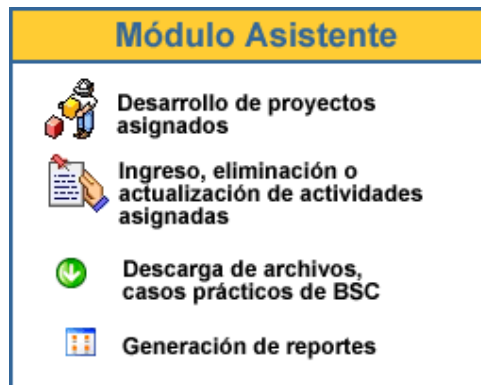 Módulo Asistente
Desarrollo de proyectos
asignados
Ingreso, eliminación o
actualización de actividades
asignadas
Descarga de archivos,
casos prácticos de BSC
Generación de reportes